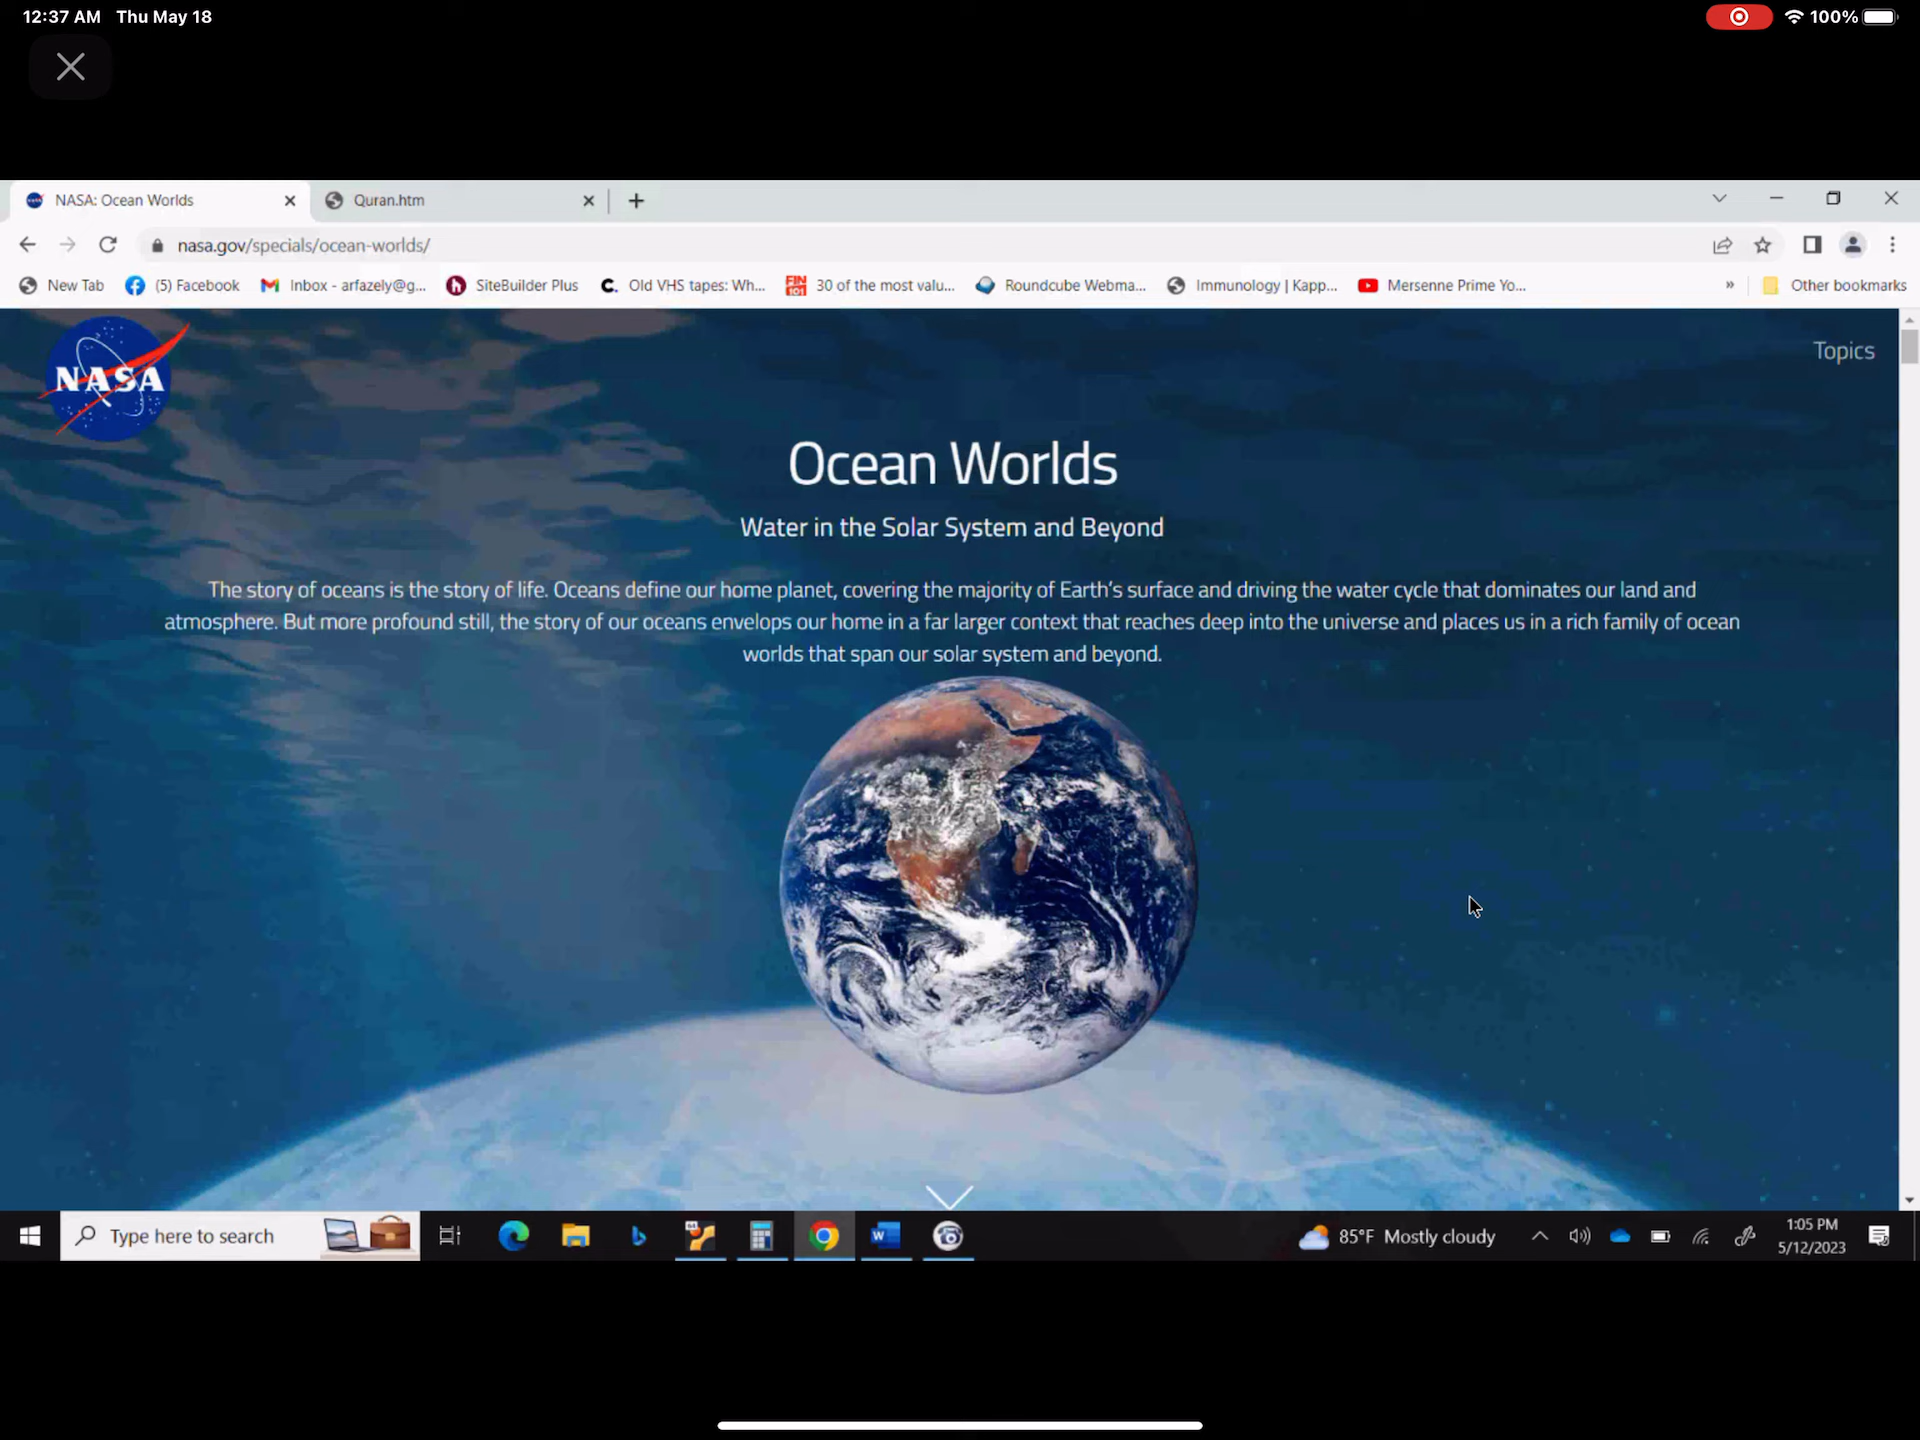 12:37 AM Thu May 18
100%
NASA: Ocean Worlds
Quran.htm
nasa.gov/specials/ocean-worlds/
New Tab
(5) Facebook
Inbox - arfazely@g...
SiteBuilder Plus
Old VHS tapes: Wh...
FIN 101
30 of the most valu...
Roundcube Webma...
Immunology | Kapp...
Mersenne Prime Yo...
»
Other bookmarks
NASA
Topics
Ocean Worlds
Water in the Solar System and Beyond
The story of oceans is the story of life. Oceans define our home planet, covering the majority of Earth's surface and driving the water cycle that dominates our land and
atmosphere. But more profound still, the story of our oceans envelops our home in a far larger context that reaches deep into the universe and places us in a rich family of ocean
worlds that span our solar system and beyond.
Type here to search
85°F Mostly cloudy
1:05 PM
5/12/2023